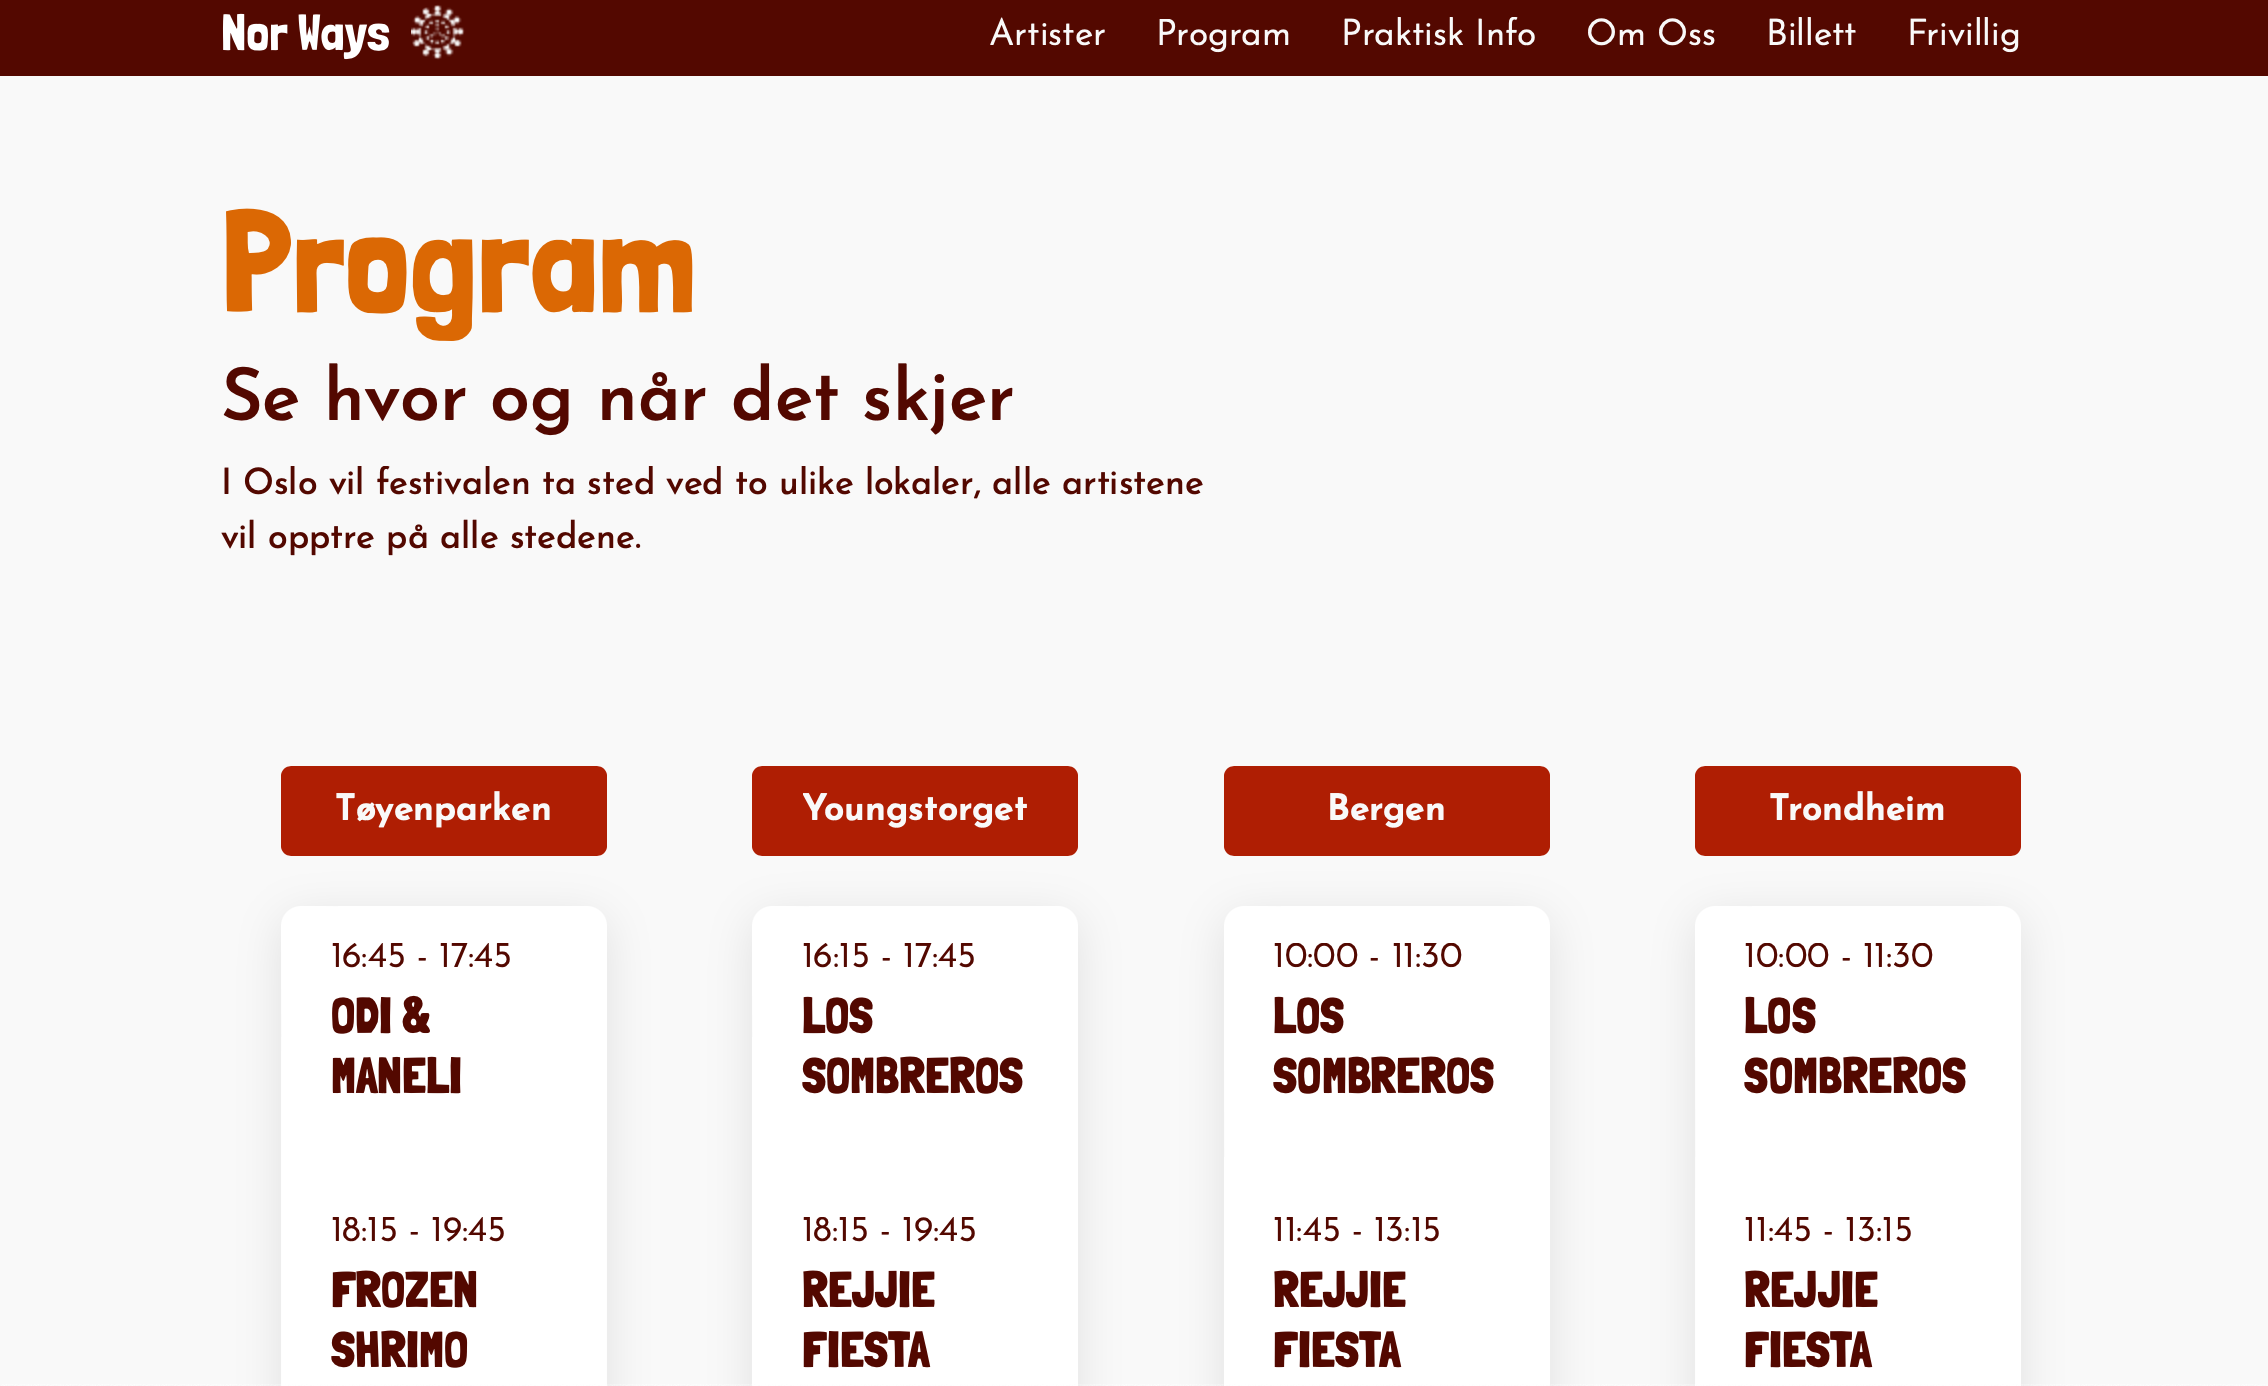 Nor Ways
Artister Program Praktisk Info Om Oss Billett Frivillig
Program
Se hvor og når det skjer
I Oslo vil festivalen ta sted ved to ulike lokaler, alle artistene
vil opptre på alle stedene.
Tøyenparken
16:45 - 17:45
ODI &
MANELI
18:15 - 19:45
FROZEN
SHRIMO
Youngstorget
16:15 - 17:45
LOS
SOMBREROS
18:15 - 19:45
REJJIE
FIESTA
Bergen
10:00 - 11:30
LOS
SOMBREROS
11:45 - 13:15
REJJIE
FIESTA
Trondheim
10:00 - 11:30
LOS
SOMBREROS
11:45 - 13:15
REJJIE
FIESTA